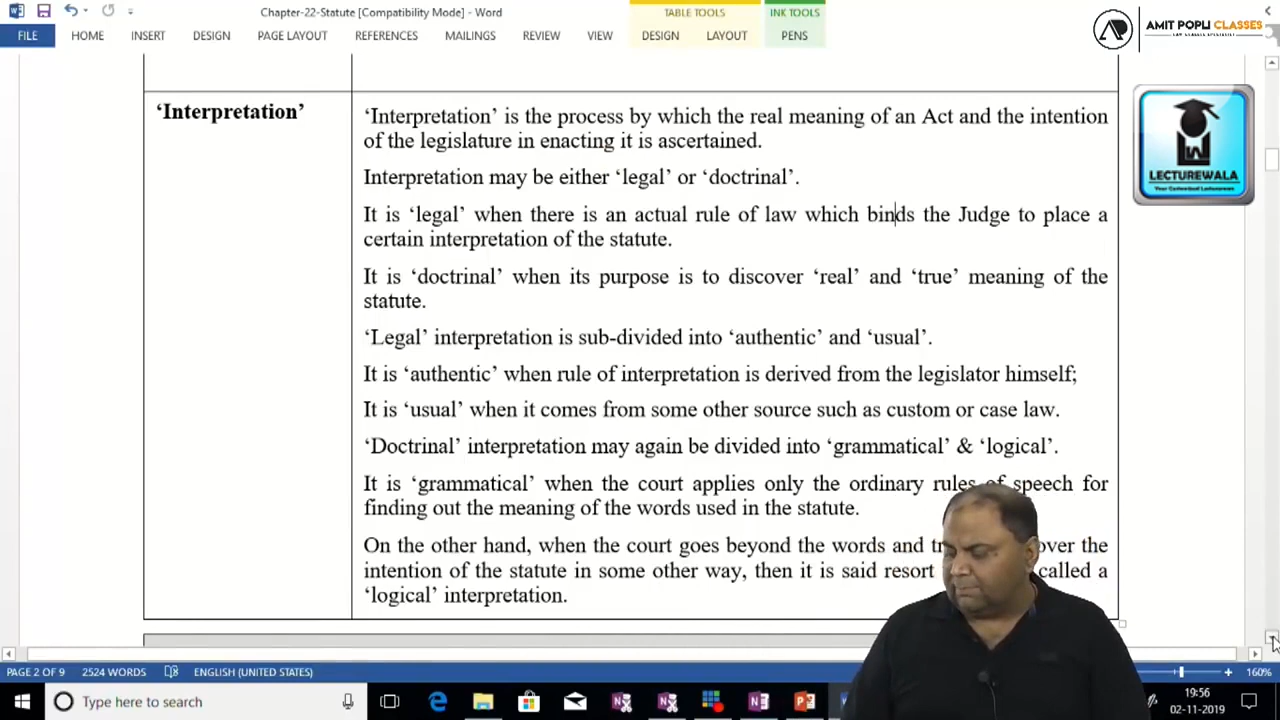 Chapter-22-Statute [Compatibility Mode] - Word
TABLE TOOLS
INK TOOLS
FILE HOME INSERT DESIGN PAGE LAYOUT REFERENCES MAILINGS REVIEW VIEW DESIGN LAYOUT PENS
AMIT POPLI CLASSES
LECTUREWALA
‘Interpretation’
‘Interpretation’ is the process by which the real meaning of an Act and the intention
of the legislature in enacting it is ascertained.
Interpretation may be either ‘legal’ or ‘doctrinal’.
It is ‘legal’ when there is an actual rule of law which binds the Judge to place a
certain interpretation of the statute.
It is ‘doctrinal’ when its purpose is to discover ‘real’ and ‘true’ meaning of the
statute.
‘Legal’ interpretation is sub-divided into ‘authentic’ and ‘usual’.
It is ‘authentic’ when rule of interpretation is derived from the legislator himself;
It is ‘usual’ when it comes from some other source such as custom or case law.
‘Doctrinal’ interpretation may again be divided into ‘grammatical’ & ‘logical’.
It is ‘grammatical’ when the court applies only the ordinary rules of speech for
finding out the meaning of the words used in the statute.
On the other hand, when the court goes beyond the words and over the
intention of the statute in some other way, then it is said resort called a
‘logical’ interpretation.
PAGE 2 OF 9 2524 WORDS ENGLISH (UNITED STATES) 160%
Type here to search
19:56
02-11-2019